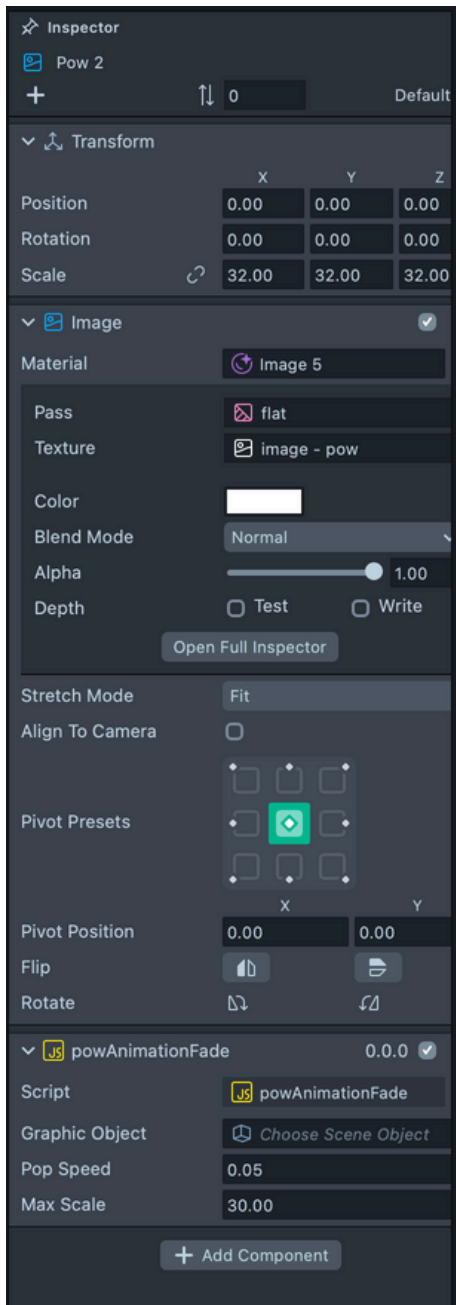 Inspector
Pow 2
0 Default
Transform
X Y Z
Position 0.00 0.00 0.00
Rotation 0.00 0.00 0.00
Scale 32.00 32.00 32.00
Image
Material Image 5
Pass flat
Texture image - pow
Color
Blend Mode Normal
Alpha 1.00
Depth Test Write
Open Full Inspector
Stretch Mode Fit
Align To Camera
Pivot Presets
X Y
Pivot Position 0.00 0.00
Flip
Rotate
JS powAnimationFade 0.0.0
Script JS powAnimationFade
Graphic Object Choose Scene Object
Pop Speed 0.05
Max Scale 30.00
+ Add Component